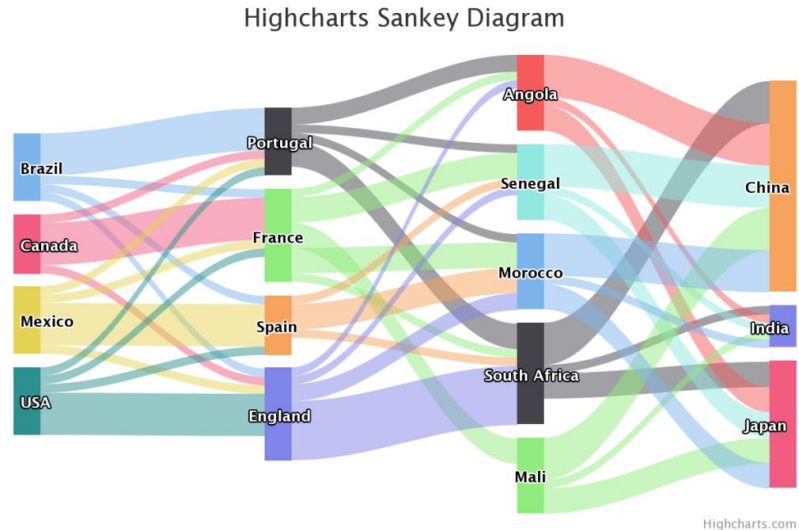 Highcharts Sankey Diagram
Brazil
Canada
Mexico
USA
Portugal
France
Spain
England
Angola
Senegal
Morocco
South Africa
Mali
China
India
Japan
Highcharts.com